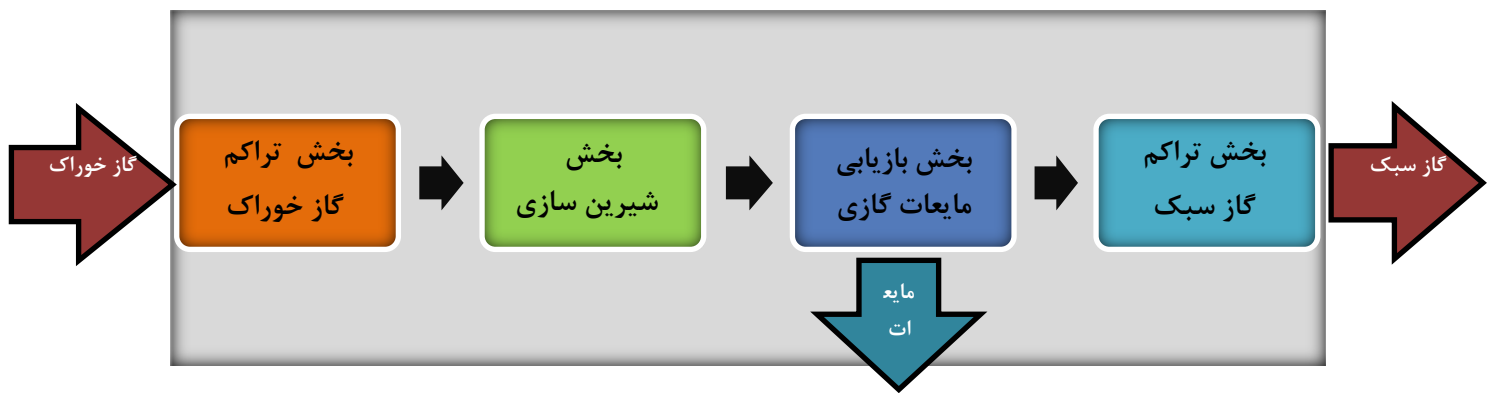 گاز خوراک
بخش تراکم
گاز خوراک
بخش
شیرین سازی
بخش بازیابی
مایعات گازی
بخش تراکم
گاز سبک
گاز سبک
مایع
ات